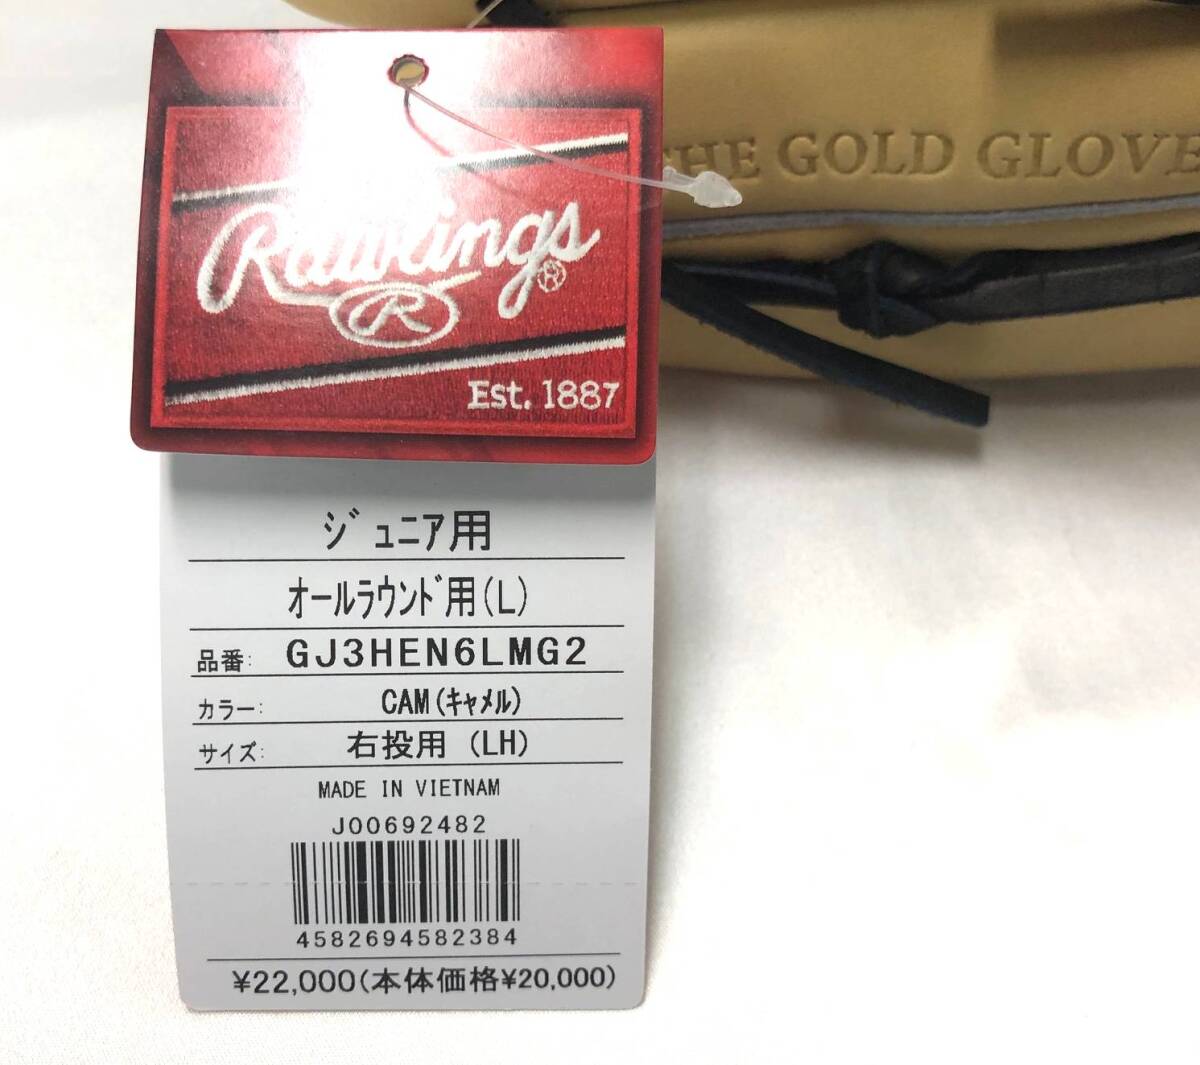 Rawlings®
R
Est. 1887
THE GOLD GLOVE
ジュニア用
オールラウンド用(L)
品番: GJ3HEN6LMG2
カラー: CAM(キャメル)
サイズ: 右投用 (LH)
MADE IN VIETNAM
J00692482
4582694582384
¥22,000(本体価格¥20,000)